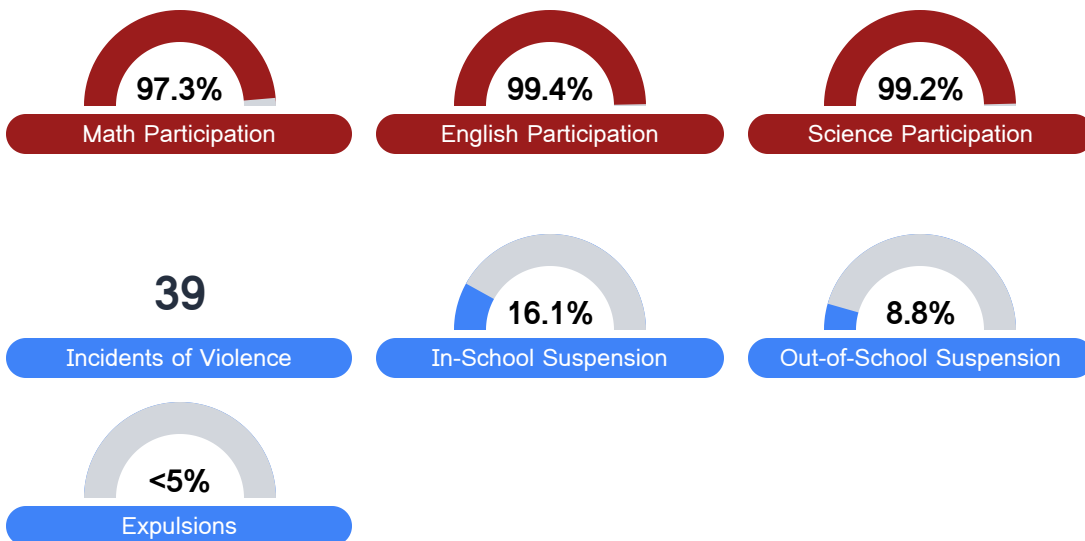 97.3%
Math Participation
99.4%
English Participation
99.2%
Science Participation
39
Incidents of Violence
16.1%
In-School Suspension
8.8%
Out-of-School Suspension
<5%
Expulsions